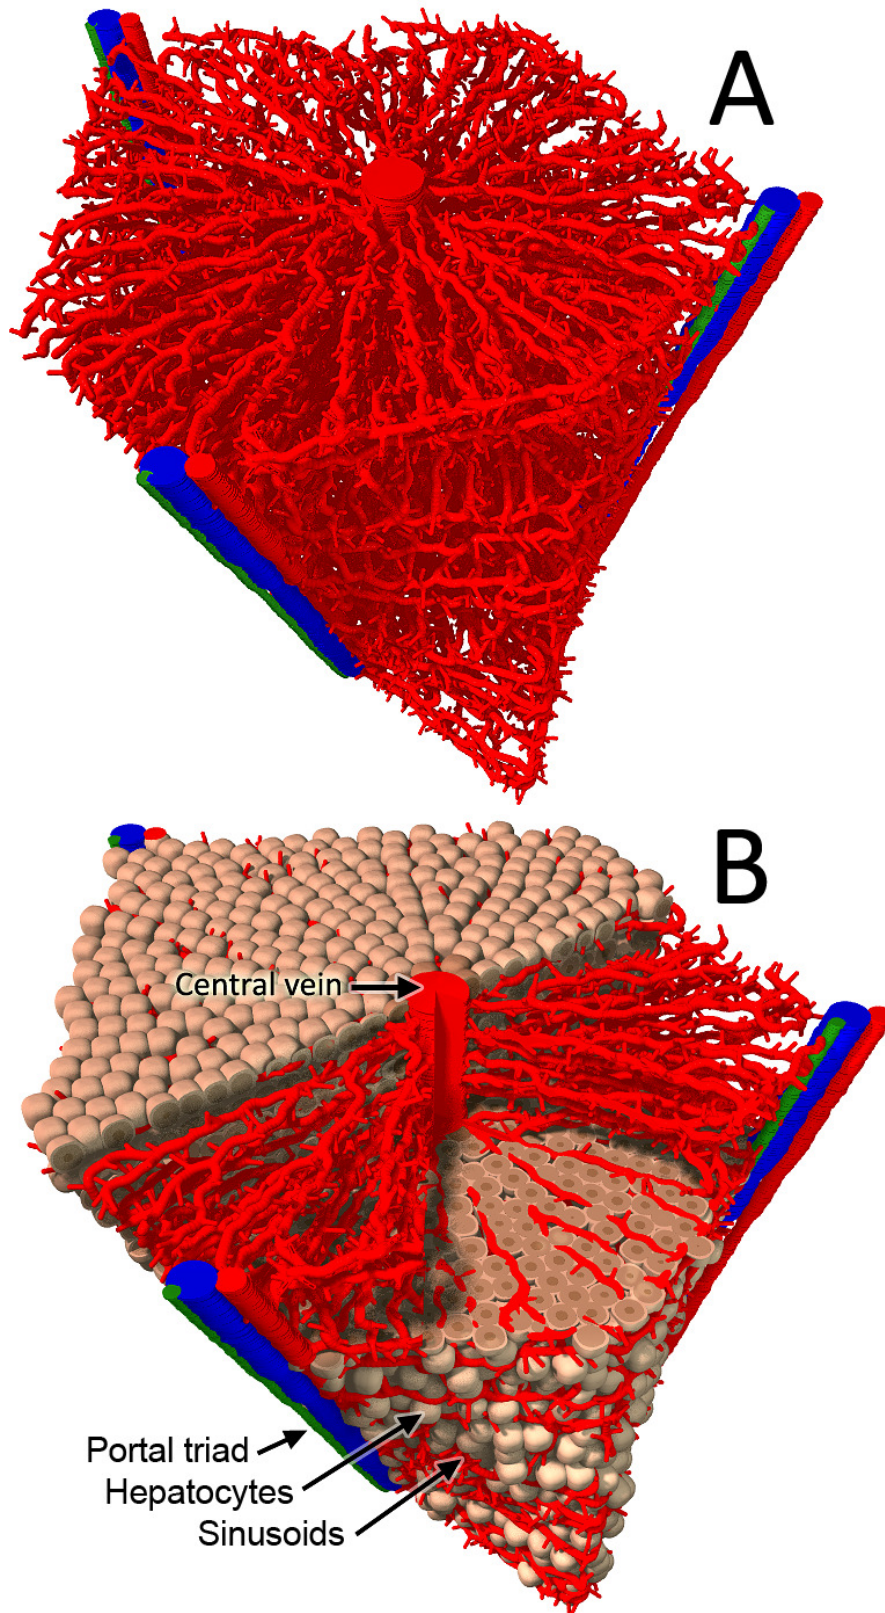 A
B
Central vein
Portal triad
Hepatocytes
Sinusoids